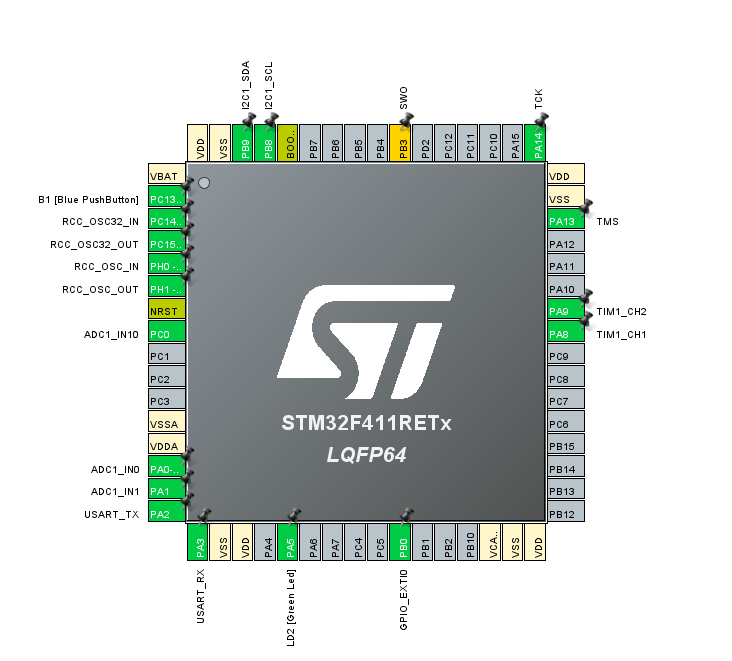 I2C1_SDA
I2C1_SCL
SWO
TCK
VDD
VSS
PB9
PB8
BOO..
PB7
PB6
PB5
PB4
PB3
PD2
PC12
PC11
PC10
PA15
PA14
VBAT
B1 [Blue PushButton] PC13..
RCC_OSC32_IN PC14..
RCC_OSC32_OUT PC15..
RCC_OSC_IN PH0 -..
RCC_OSC_OUT PH1 -..
NRST
ADC1_IN10 PC0
PC1
PC2
PC3
VSSA
VDDA
ADC1_IN0 PA0-..
ADC1_IN1 PA1
USART_TX PA2
STM32F411RETx
LQFP64
VDD
VSS
PA13 TMS
PA12
PA11
PA10
PA9 TIM1_CH2
PA8 TIM1_CH1
PC9
PC8
PC7
PC6
PB15
PB14
PB13
PB12
PA3
VSS
VDD
PA4
PA5
PA6
PA7
PC4
PC5
PB0
PB1
PB2
PB10
VCA..
VSS
VDD
USART_RX
LD2 [Green Led]
GPIO_EXTI0